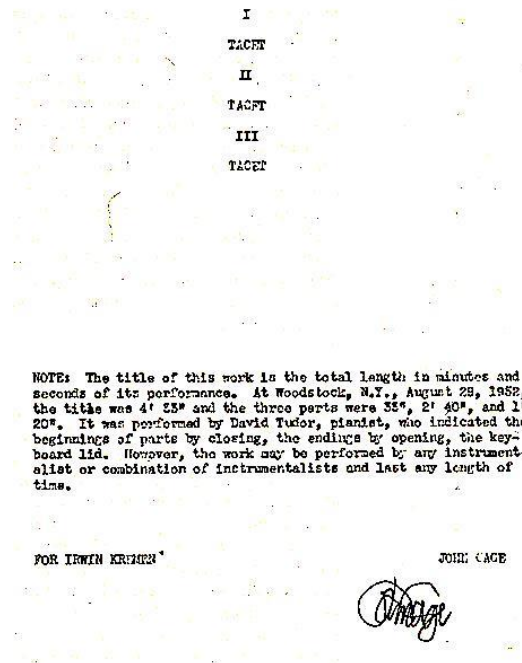 I
TACET
II
TACET
III
TACET
NOTE: The title of this work is the total length in minutes and
seconds of its performance. At Woodstock, N.Y., August 29, 1952,
the title was 4' 33" and the three parts were 33", 2' 40", and 1'
20". It was performed by David Tudor, pianist, who indicated the
beginnings of parts by closing, the endings by opening, the key-
board lid. However, the work may be performed by any instrument-
alist or combination of instrumentalists and last any length of
time.
FOR IRWIN KREMEN
JOHN CAGE